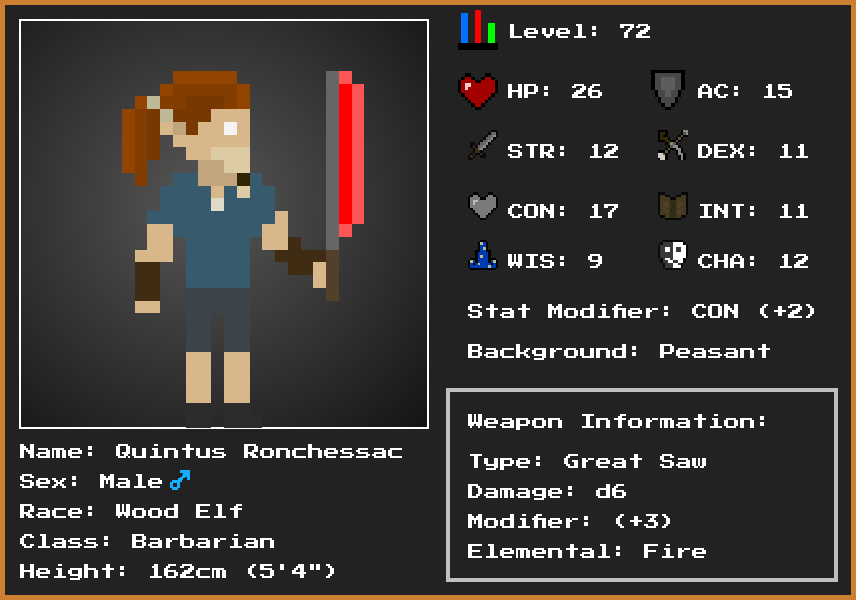 Level: 72
HP: 26
AC: 15
STR: 12
DEX: 11
CON: 17
INT: 11
WIS: 9
CHA: 12
Stat Modifier: CON (+2)
Background: Peasant
Weapon Information:
Type: Great Saw
Damage: d6
Modifier: (+3)
Elemental: Fire
Name: Quintus Ronchessac
Sex: Male♂
Race: Wood Elf
Class: Barbarian
Height: 162cm (5'4")